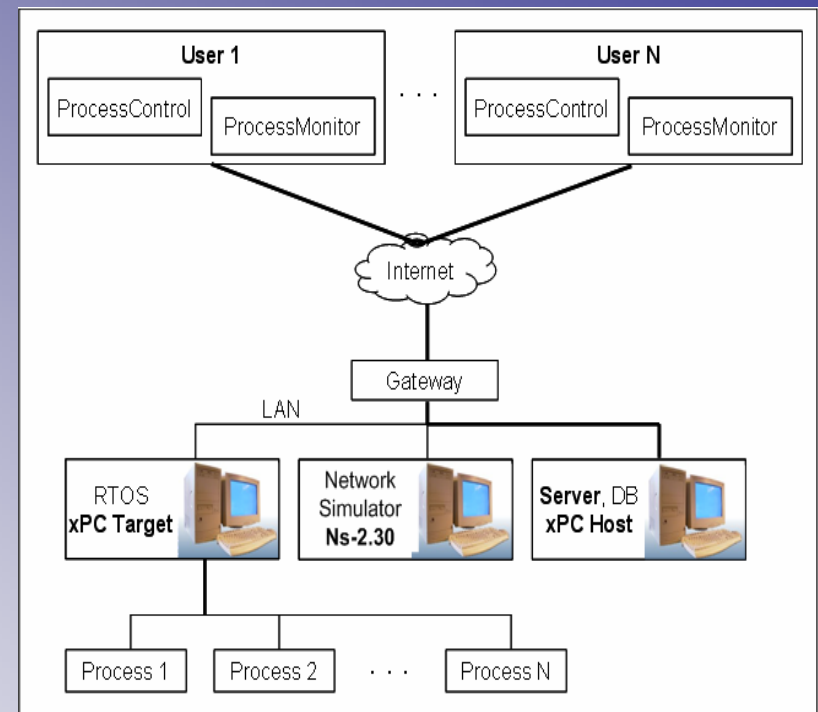 User 1
ProcessControl
ProcessMonitor
. . .
User N
ProcessControl
ProcessMonitor
Internet
Gateway
LAN
RTOS
xPC Target
Network
Simulator
Ns-2.30
Server, DB
xPC Host
Process 1
Process 2
. . .
Process N